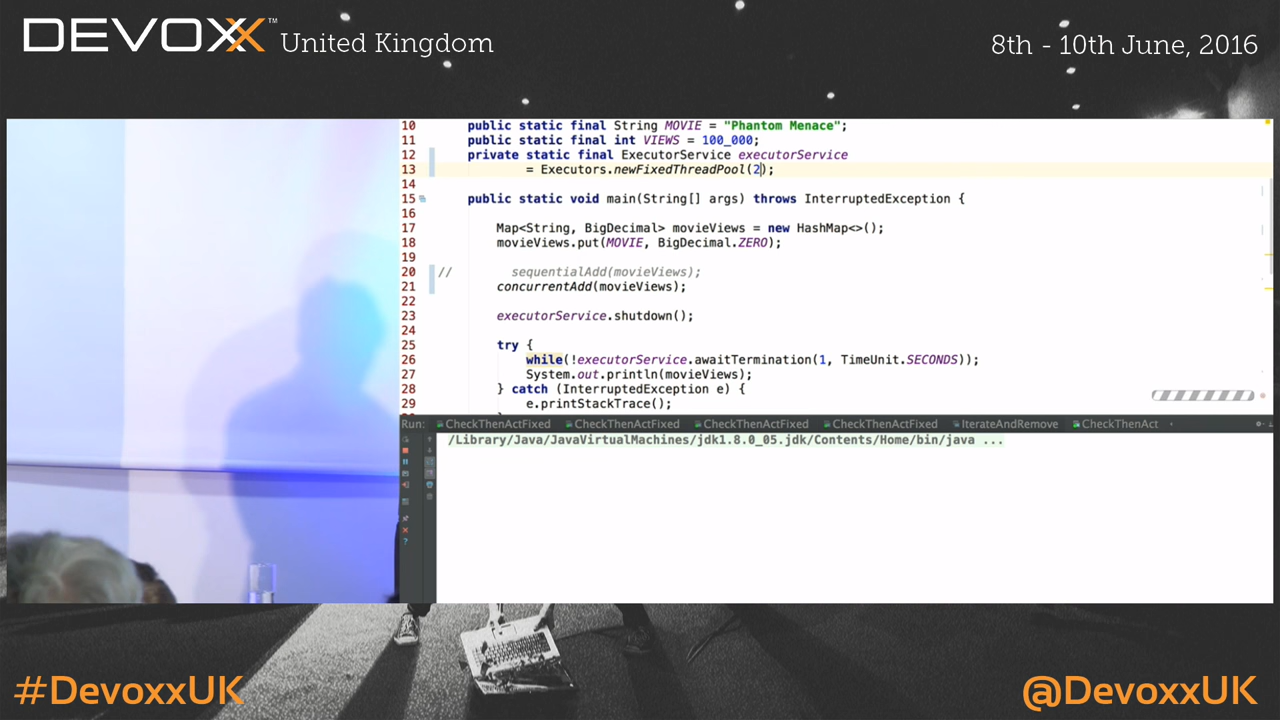 DEVOXX™ United Kingdom
8th - 10th June, 2016
10 public static final String MOVIE = "Phantom Menace";
11 public static final int VIEWS = 100_000;
12 private static final ExecutorService executorService
13 = Executors.newFixedThreadPool(2);
14
15 public static void main(String[] args) throws InterruptedException {
16
17 Map<String, BigDecimal> movieViews = new HashMap<>();
18 movieViews.put(MOVIE, BigDecimal.ZERO);
19
20 // sequentialAdd(movieViews);
21 concurrentAdd(movieViews);
22
23 executorService.shutdown();
24
25 try {
26 while(!executorService.awaitTermination(1, TimeUnit.SECONDS));
27 System.out.println(movieViews);
28 } catch (InterruptedException e) {
29 e.printStackTrace();
Run: CheckThenActFixed CheckThenActFixed CheckThenActFixed CheckThenActFixed IterateAndRemove CheckThenAct
/Library/Java/JavaVirtualMachines/jdk1.8.0_05.jdk/Contents/Home/bin/java ...
#DevoxxUK
@DevoxxUK